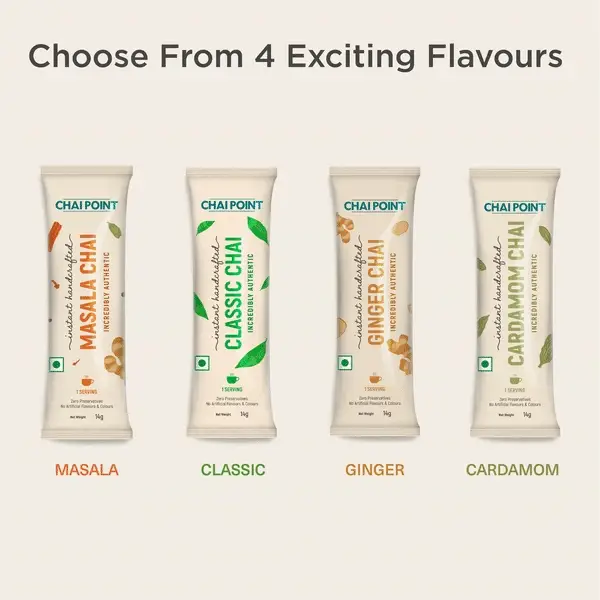 Choose From 4 Exciting Flavours
CHAI POINT
instant handcrafted
MASALA CHAI
INCREDIBLY AUTHENTIC
1 SERVING
Zero Preservatives
No Artificial Flavours & Colours
Net Weight 14g
CHAI POINT
instant handcrafted
CLASSIC CHAI
INCREDIBLY AUTHENTIC
1 SERVING
Zero Preservatives
No Artificial Flavours & Colours
Net Weight 14g
CHAI POINT
instant handcrafted
GINGER CHAI
INCREDIBLY AUTHENTIC
1 SERVING
Zero Preservatives
No Artificial Flavours & Colours
Net Weight 14g
CHAI POINT
instant handcrafted
CARDAMOM CHAI
INCREDIBLY AUTHENTIC
1 SERVING
Zero Preservatives
No Artificial Flavours & Colours
Net Weight 14g
MASALA
CLASSIC
GINGER
CARDAMOM